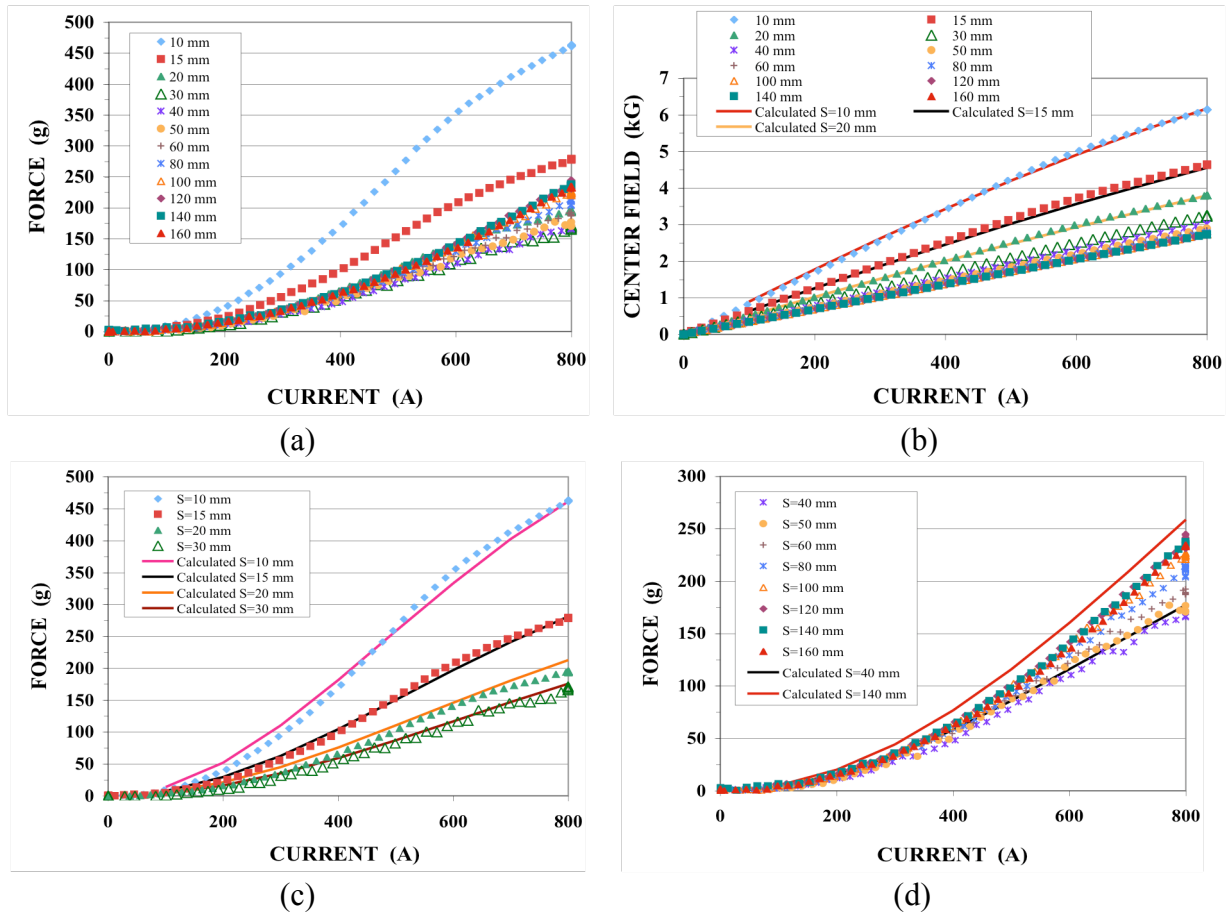 500
450
400
350
300
250
200
150
100
50
0
FORCE (g)
10 mm
15 mm
20 mm
30 mm
40 mm
50 mm
60 mm
80 mm
100 mm
120 mm
140 mm
160 mm
0 200 400 600 800
CURRENT (A)
(a)
10 mm 15 mm
20 mm 30 mm
40 mm 50 mm
60 mm 80 mm
100 mm 120 mm
140 mm 160 mm
Calculated S=10 mm Calculated S=15 mm
Calculated S=20 mm
7
6
5
4
3
2
1
0
CENTER FIELD (kG)
0 200 400 600 800
CURRENT (A)
(b)
500
450
400
350
300
250
200
150
100
50
0
FORCE (g)
S=10 mm
S=15 mm
S=20 mm
S=30 mm
Calculated S=10 mm
Calculated S=15 mm
Calculated S=20 mm
Calculated S=30 mm
0 200 400 600 800
CURRENT (A)
(c)
300
250
200
150
100
50
0
FORCE (g)
S=40 mm
S=50 mm
S=60 mm
S=80 mm
S=100 mm
S=120 mm
S=140 mm
S=160 mm
Calculated S=40 mm
Calculated S=140 mm
0 200 400 600 800
CURRENT (A)
(d)